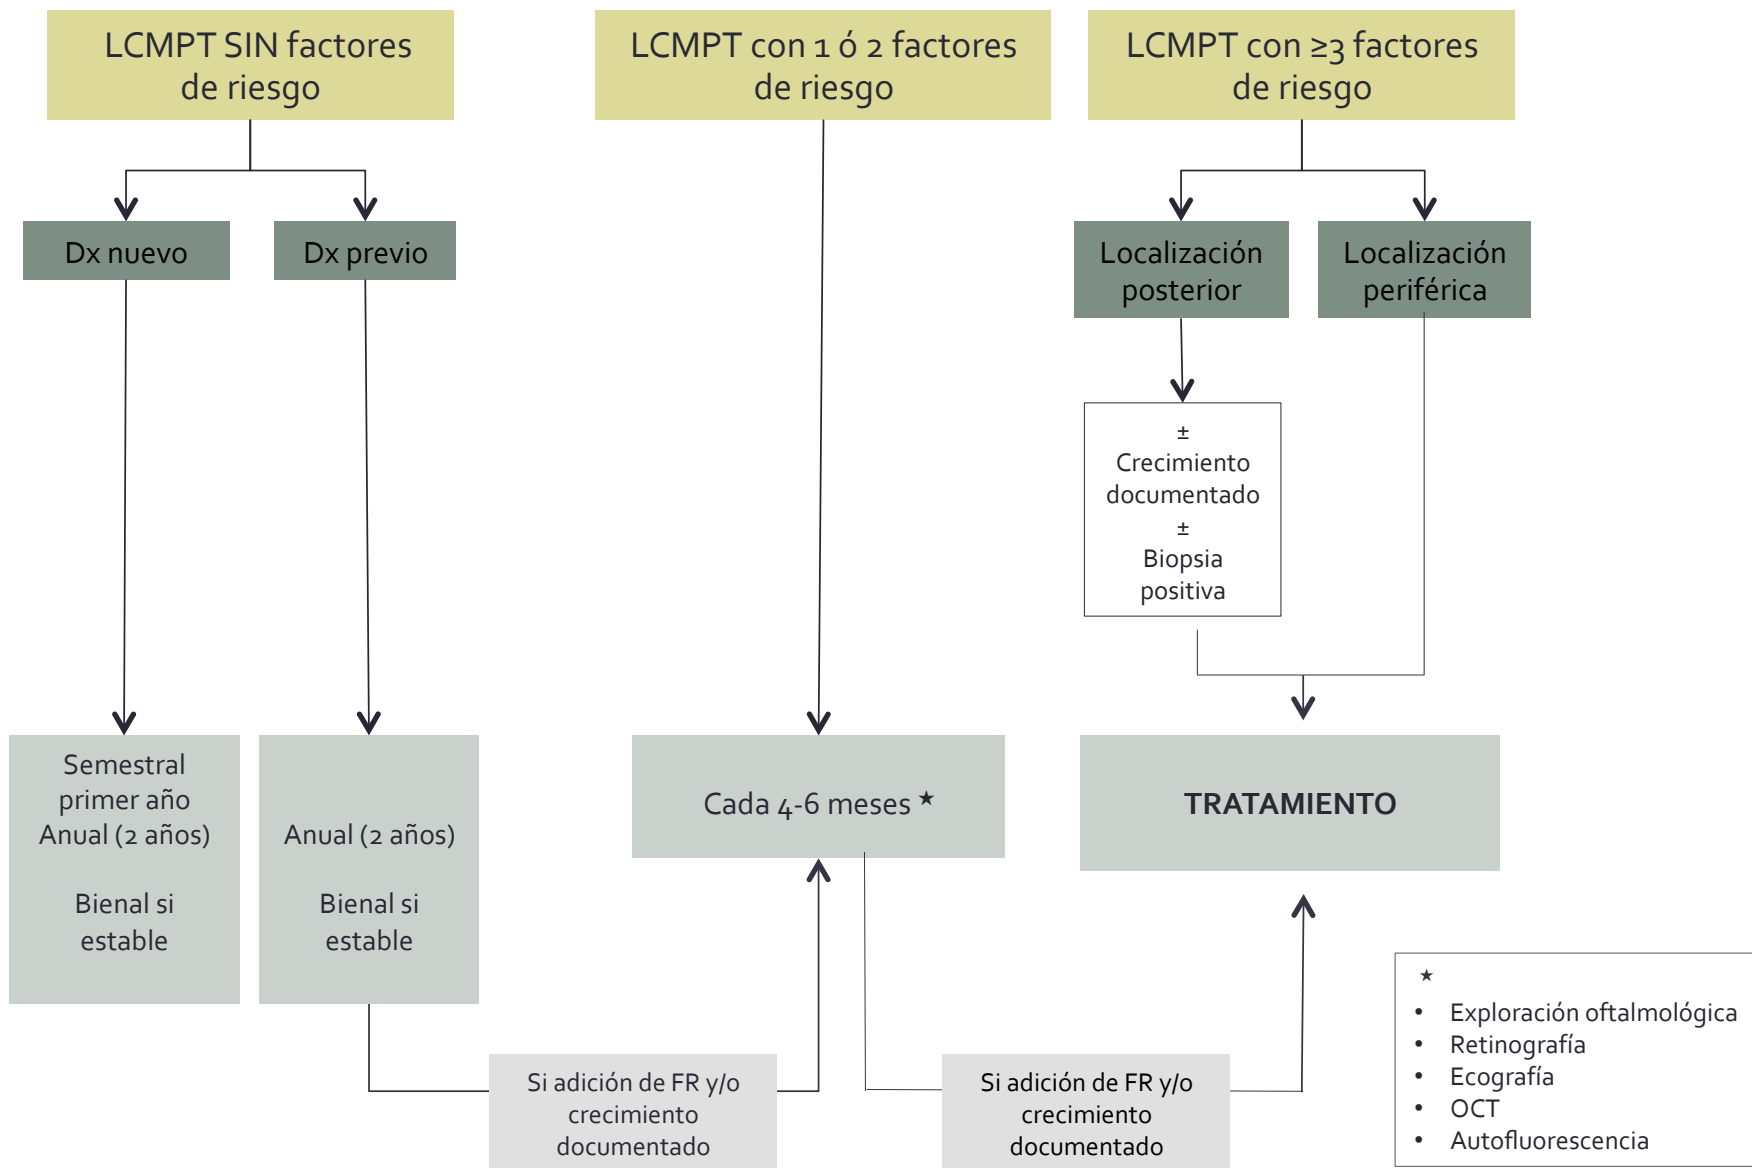 LCMPT SIN factores
de riesgo
LCMPT con 1 ó 2 factores
de riesgo
LCMPT con ≥3 factores
de riesgo
Dx nuevo
Dx previo
Localización
posterior
Localización
periférica
±
Crecimiento
documentado
±
Biopsia
positiva
Semestral
primer año
Anual (2 años)
Bienal si
estable
Anual (2 años)
Bienal si
estable
Cada 4-6 meses ★
TRATAMIENTO
Si adición de FR y/o
crecimiento
documentado
Si adición de FR y/o
crecimiento
documentado
★
• Exploración oftalmológica
• Retinografía
• Ecografía
• OCT
• Autofluorescencia